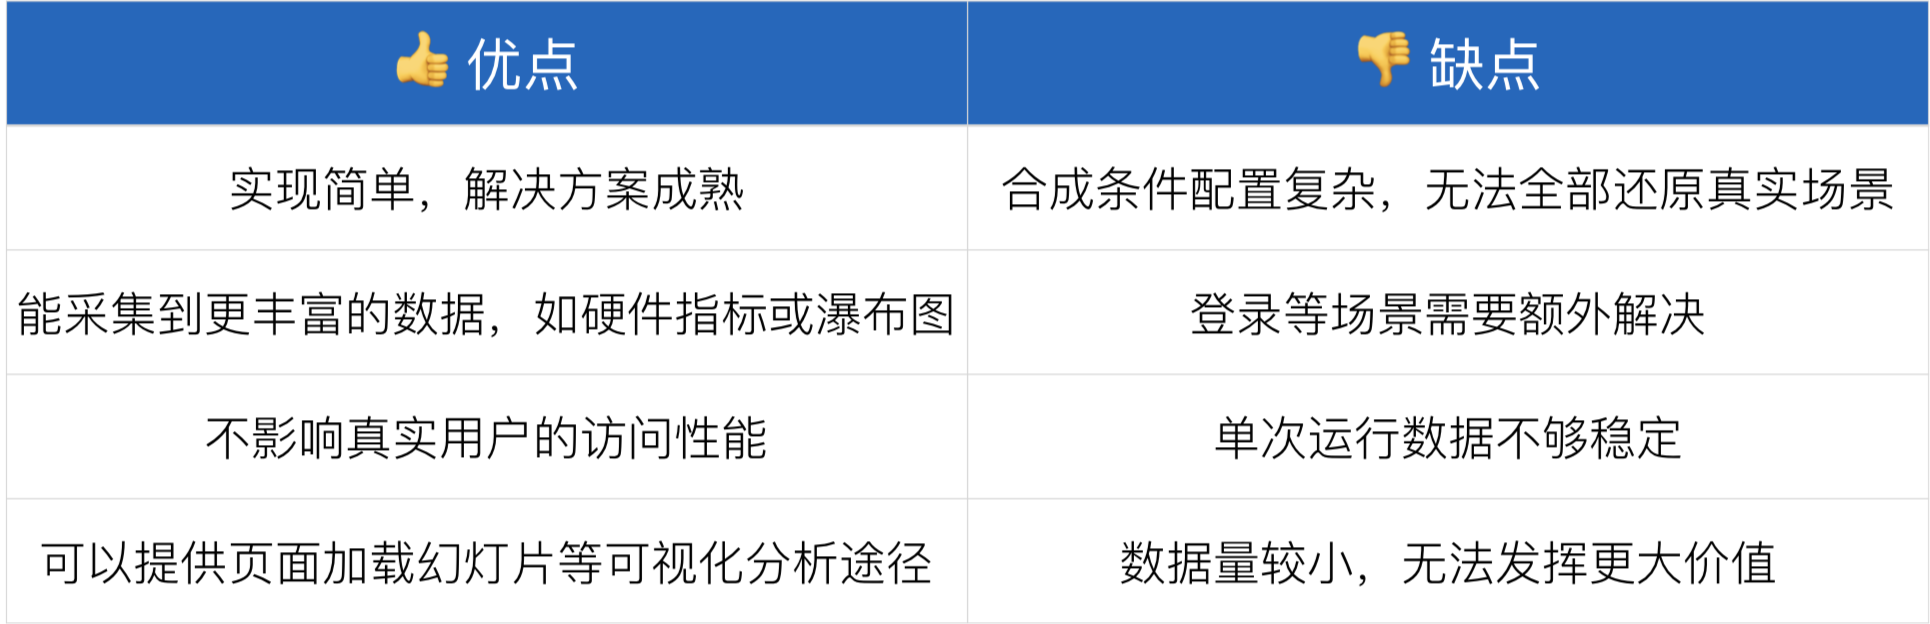 👍 优点
👎 缺点
实现简单，解决方案成熟
合成条件配置复杂，无法全部还原真实场景
能采集到更丰富的数据，如硬件指标或瀑布图
登录等场景需要额外解决
不影响真实用户的访问性能
单次运行数据不够稳定
可以提供页面加载幻灯片等可视化分析途径
数据量较小，无法发挥更大价值